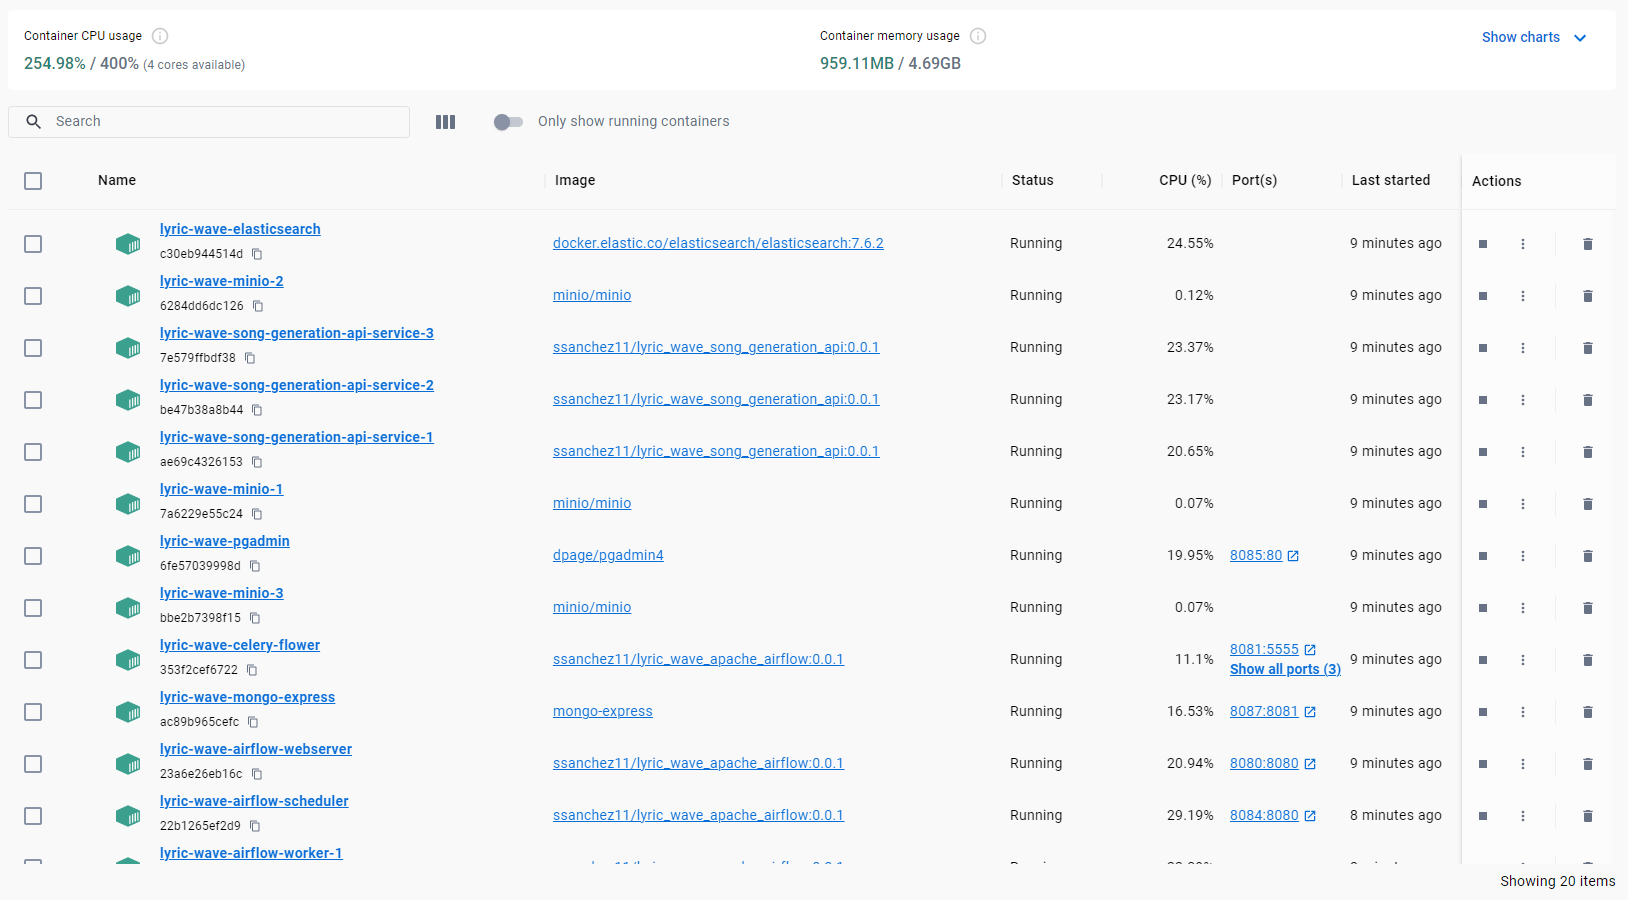 Container CPU usage
254.98% / 400% (4 cores available)
Container memory usage
959.11MB / 4.69GB
Show charts
Search
Only show running containers
Name Image Status CPU (%) Port(s) Last started Actions
lyric-wave-elasticsearch
c30eb944514d
docker.elastic.co/elasticsearch/elasticsearch:7.6.2 Running 24.55% 9 minutes ago
lyric-wave-minio-2
6284dd6dc126
minio/minio Running 0.12% 9 minutes ago
lyric-wave-song-generation-api-service-3
7e579ffbdf38
ssanchez11/lyric_wave_song_generation_api:0.0.1 Running 23.37% 9 minutes ago
lyric-wave-song-generation-api-service-2
be47b38a8b44
ssanchez11/lyric_wave_song_generation_api:0.0.1 Running 23.17% 9 minutes ago
lyric-wave-song-generation-api-service-1
ae69c4326153
ssanchez11/lyric_wave_song_generation_api:0.0.1 Running 20.65% 9 minutes ago
lyric-wave-minio-1
7a6229e55c24
minio/minio Running 0.07% 9 minutes ago
lyric-wave-pgadmin
6fe57039998d
dpage/pgadmin4 Running 19.95% 8085:80 9 minutes ago
lyric-wave-minio-3
bbe2b7398f15
minio/minio Running 0.07% 9 minutes ago
lyric-wave-celery-flower
353f2cef6722
ssanchez11/lyric_wave_apache_airflow:0.0.1 Running 11.1% 8081:5555 9 minutes ago
Show all ports (3)
lyric-wave-mongo-express
ac89b965cefc
mongo-express Running 16.53% 8087:8081 9 minutes ago
lyric-wave-airflow-webserver
23a6e26eb16c
ssanchez11/lyric_wave_apache_airflow:0.0.1 Running 20.94% 8080:8080 9 minutes ago
lyric-wave-airflow-scheduler
22b1265ef2d9
ssanchez11/lyric_wave_apache_airflow:0.0.1 Running 29.19% 8084:8080 8 minutes ago
lyric-wave-airflow-worker-1
Showing 20 items